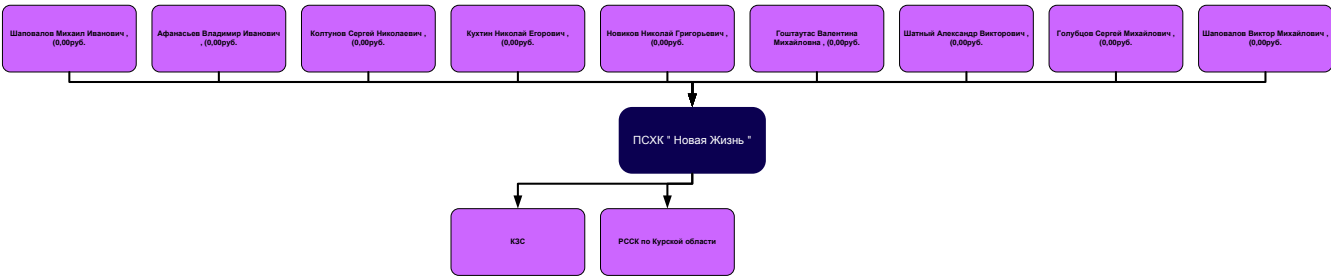 Шаповалов Михаил Иванович ,
(0,00руб.
Афанасьев Владимир Иванович
, (0,00руб.
Колтунов Сергей Николаевич ,
(0,00руб.
Кухтин Николай Егорович ,
(0,00руб.
Новиков Николай Григорьевич ,
(0,00руб.
Гоштаутас Валентина
Михайловна , (0,00руб.
Шатный Александр Викторович ,
(0,00руб.
Голубцов Сергей Михайлович ,
(0,00руб.
Шаповалов Виктор Михайлович ,
(0,00руб.
ПСХК " Новая Жизнь "
КЗС
РССК по Курской области